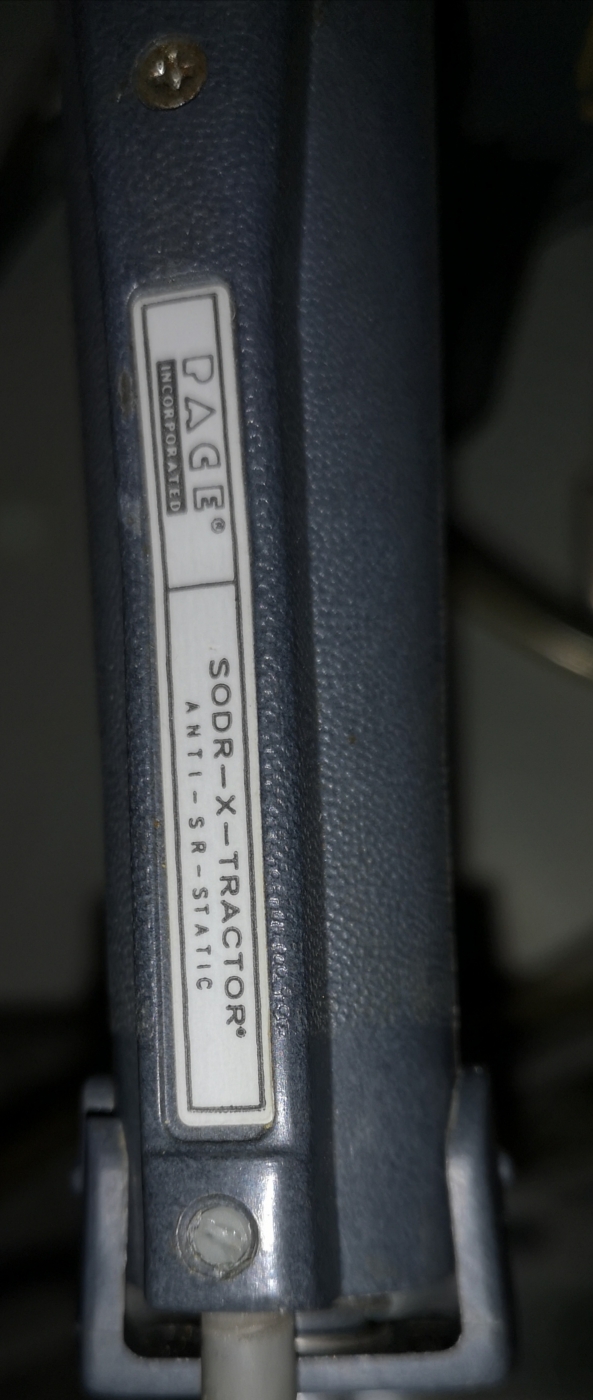 PACE®
INCORPORATED
SODR-X-TRACTOR®
ANTI-SR-STATIC